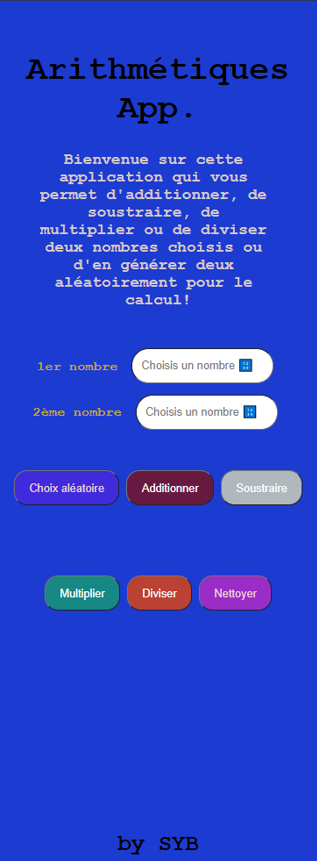 Arithmétiques
App.
Bienvenue sur cette
application qui vous
permet d'additionner, de
soustraire, de
multiplier ou de diviser
deux nombres choisis ou
d'en générer deux
aléatoirement pour le
calcul!
1er nombre Choisis un nombre 🔢
2ème nombre Choisis un nombre 🔢
Choix aléatoire Additionner Soustraire
Multiplier Diviser Nettoyer
by SYB